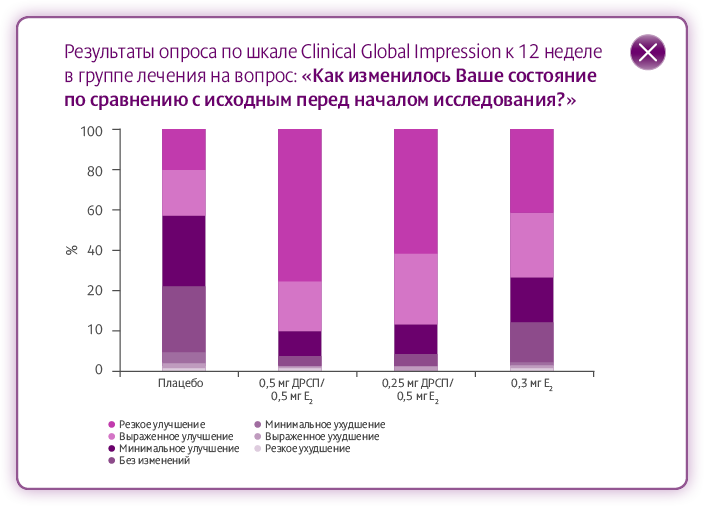 Результаты опроса по шкале Clinical Global Impression к 12 неделе
в группе лечения на вопрос: «Как изменилось Ваше состояние
по сравнению с исходным перед началом исследования?»
100
80
60
40
20
10
0
%
Плацебо
0,5 мг ДРСП/
0,5 мг E2
0,25 мг ДРСП/
0,5 мг E2
0,3 мг E2
Резкое улучшение
Выраженное улучшение
Минимальное улучшение
Без изменений
Минимальное ухудшение
Выраженное ухудшение
Резкое ухудшение